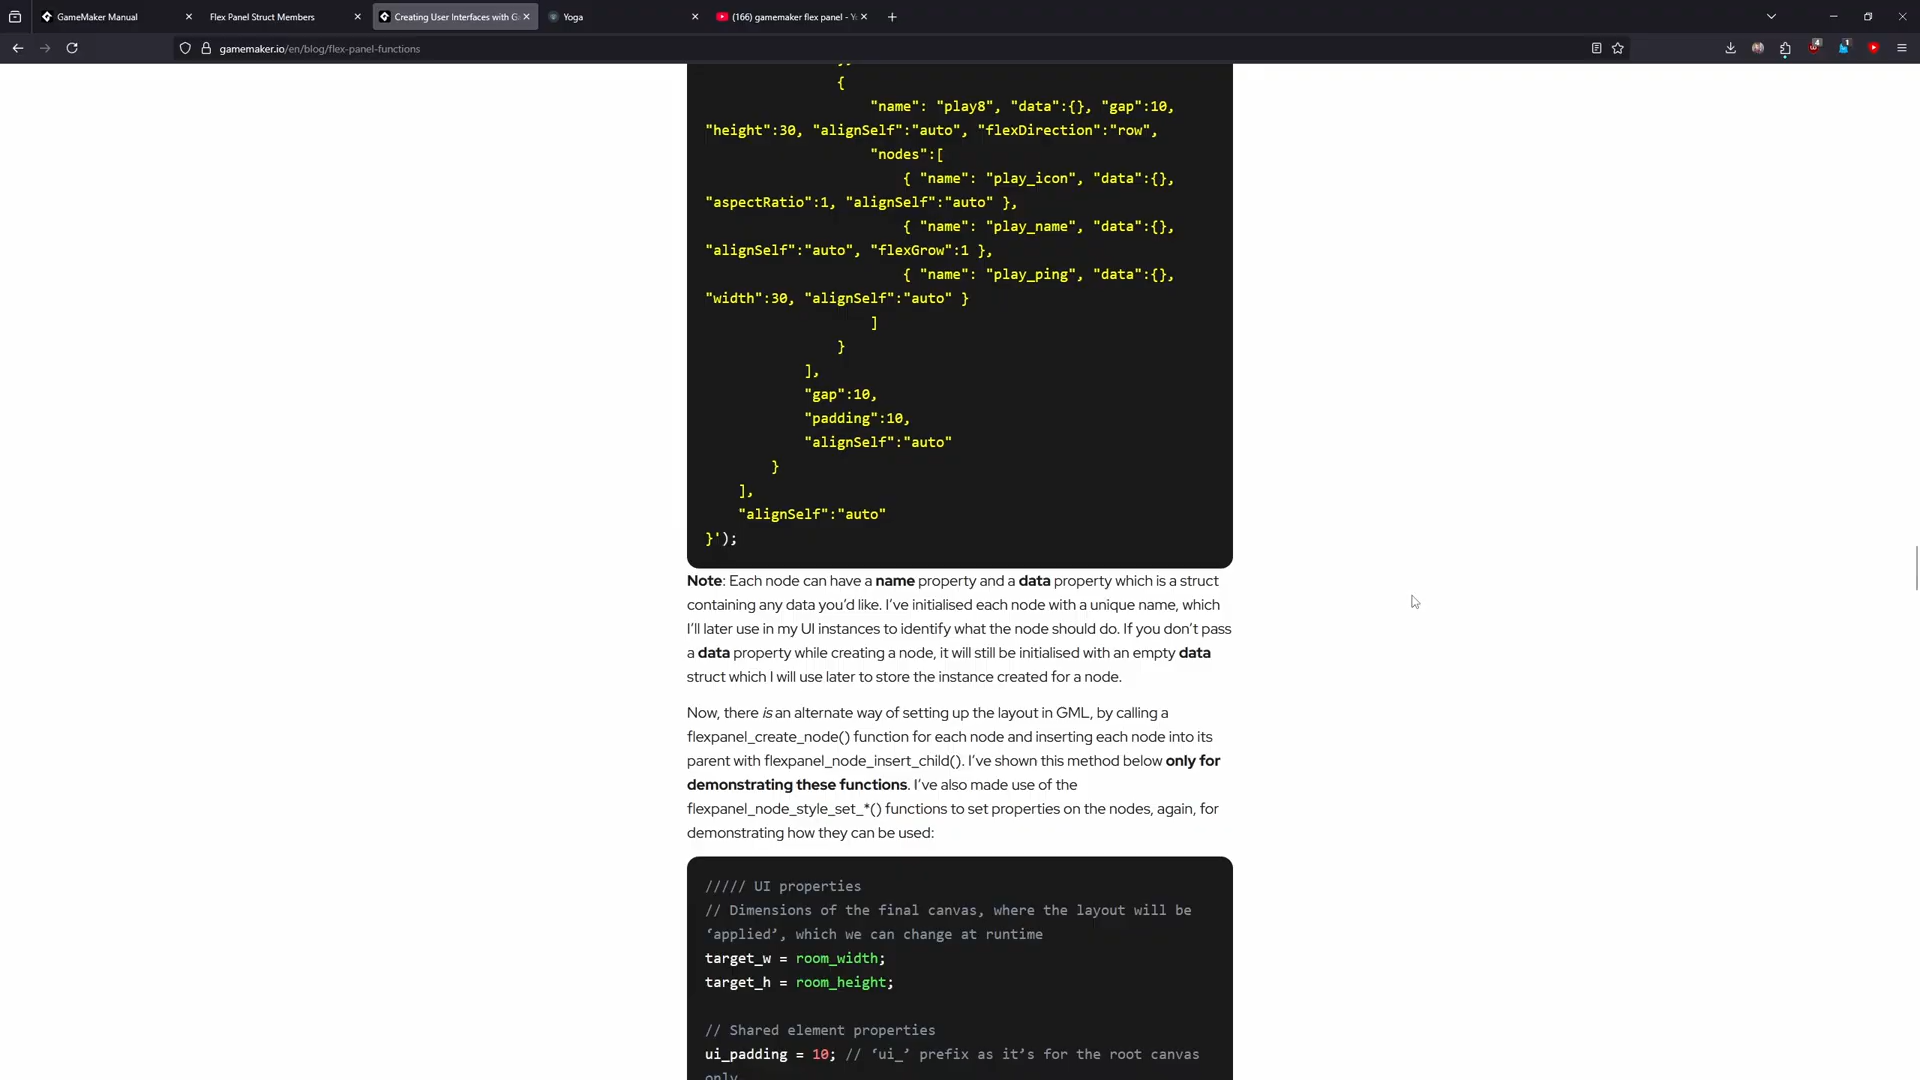 GameMaker Manual
Flex Panel Struct Members
Creating User Interfaces with G
Yoga
(166) gamemaker flex panel - Yo
gamemaker.io/en/blog/flex-panel-functions
4
1
{
"name": "play8", "data":{}, "gap":10,
"height":30, "alignSelf":"auto", "flexDirection":"row",
"nodes":[
{ "name": "play_icon", "data":{},
"aspectRatio":1, "alignSelf":"auto" },
{ "name": "play_name", "data":{},
"alignSelf":"auto", "flexGrow":1 },
{ "name": "play_ping", "data":{},
"width":30, "alignSelf":"auto" }
]
}
],
"gap":10,
"padding":10,
"alignSelf":"auto"
}
],
"alignSelf":"auto"
}');
Note: Each node can have a name property and a data property which is a struct
containing any data you’d like. I’ve initialised each node with a unique name, which
I’ll later use in my UI instances to identify what the node should do. If you don’t pass
a data property while creating a node, it will still be initialised with an empty data
struct which I will use later to store the instance created for a node.
Now, there is an alternate way of setting up the layout in GML, by calling a
flexpanel_create_node() function for each node and inserting each node into its
parent with flexpanel_node_insert_child(). I’ve shown this method below only for
demonstrating these functions. I’ve also made use of the
flexpanel_node_style_set_*() functions to set properties on the nodes, again, for
demonstrating how they can be used:
///// UI properties
// Dimensions of the final canvas, where the layout will be
‘applied’, which we can change at runtime
target_w = room_width;
target_h = room_height;
// Shared element properties
ui_padding = 10; // ‘ui_’ prefix as it’s for the root canvas
only